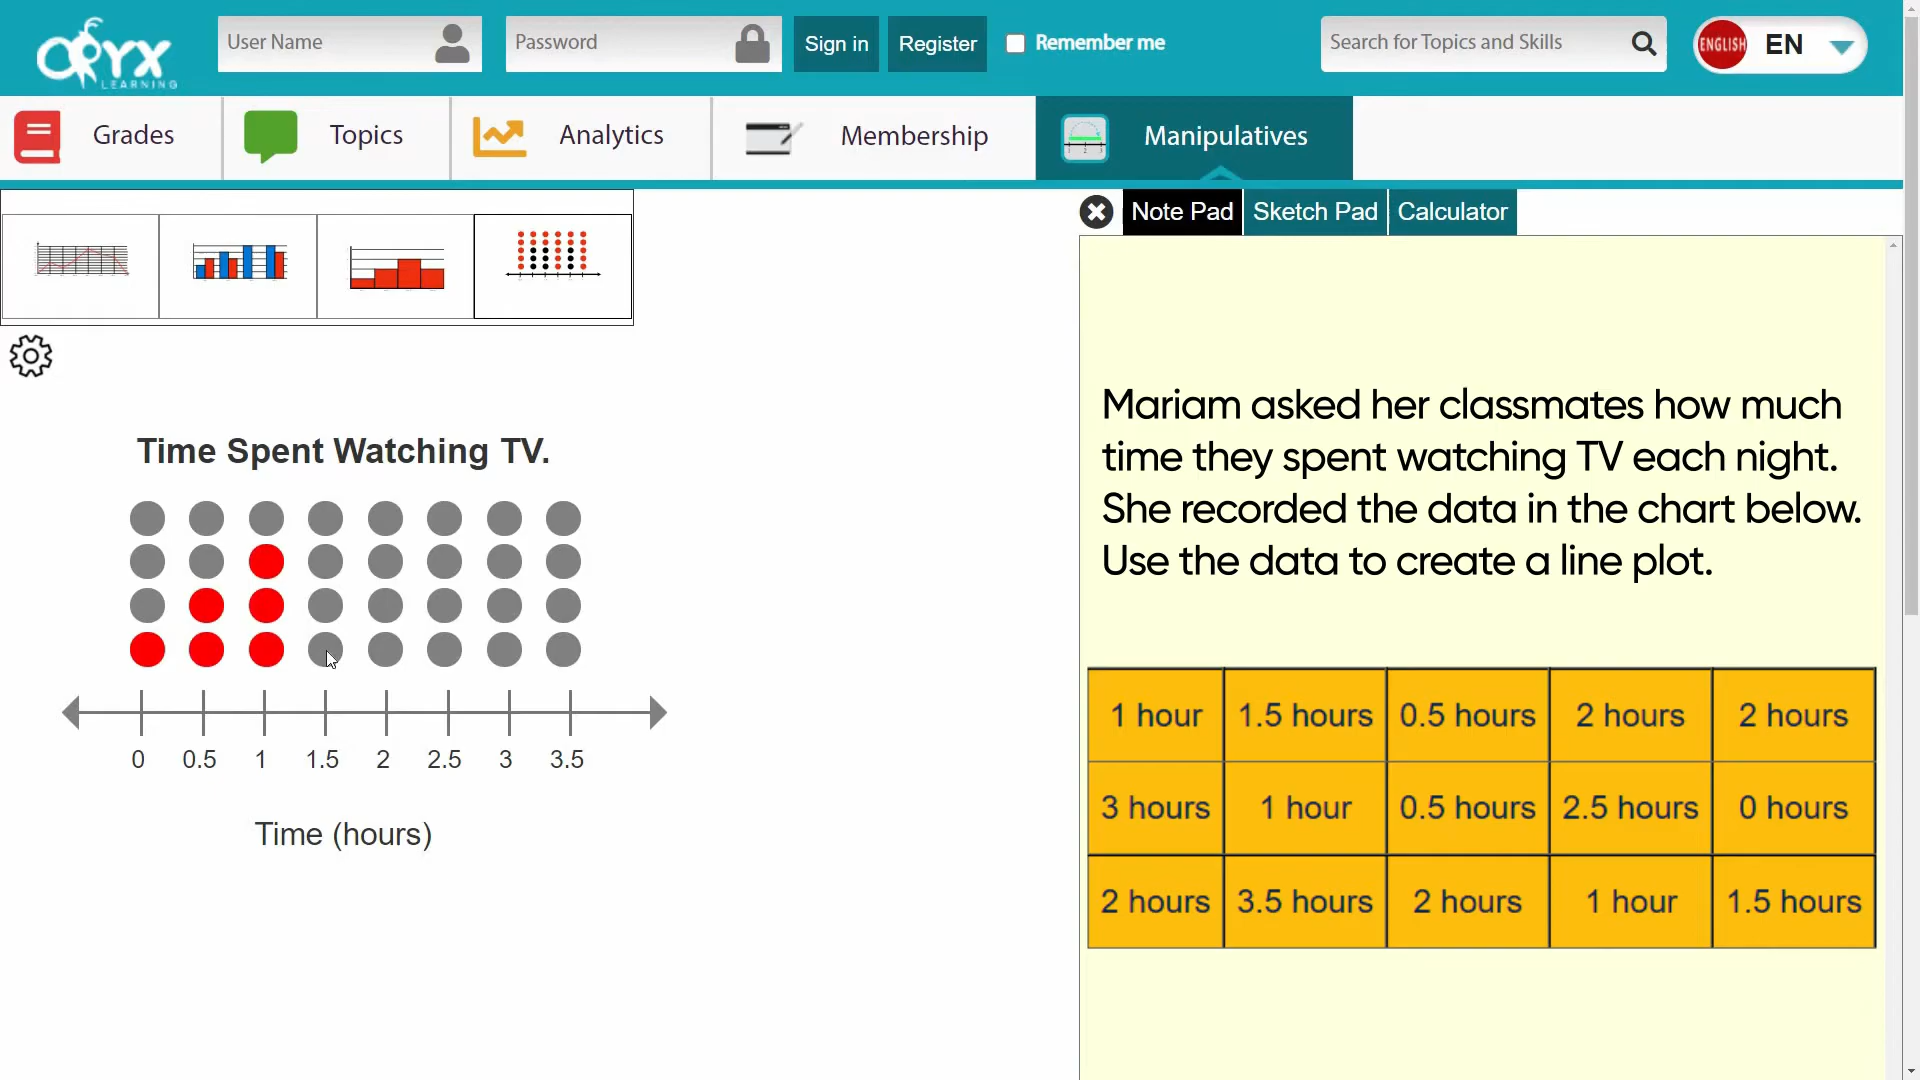 ORYX
LEARNING
User Name
Password
Sign in
Register
Remember me
Search for Topics and Skills
ENGLISH
EN
Grades
Topics
Analytics
Membership
Manipulatives
Note Pad
Sketch Pad
Calculator
Time Spent Watching TV.
0 0.5 1 1.5 2 2.5 3 3.5
Time (hours)
Mariam asked her classmates how much
time they spent watching TV each night.
She recorded the data in the chart below.
Use the data to create a line plot.
1 hour 1.5 hours 0.5 hours 2 hours 2 hours
3 hours 1 hour 0.5 hours 2.5 hours 0 hours
2 hours 3.5 hours 2 hours 1 hour 1.5 hours